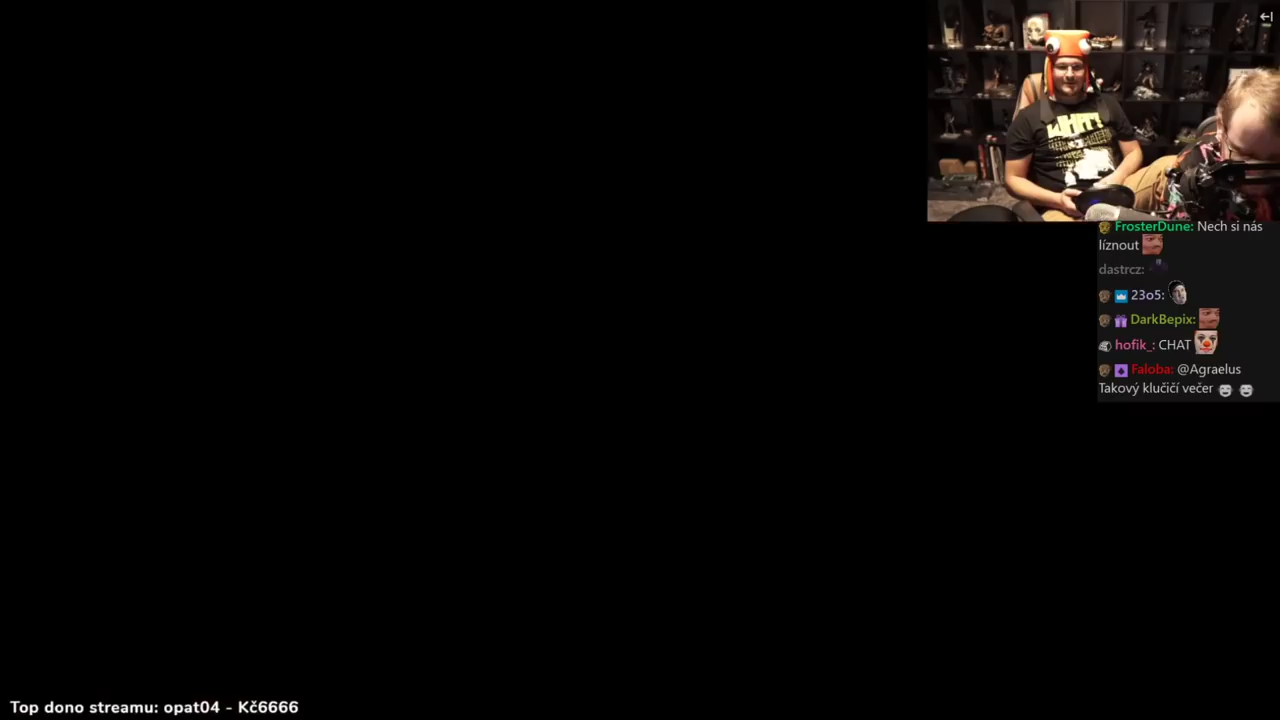 WHAT?
FrosterDune: Nech si nás
líznout
dastrcz:
23o5:
DarkBepix:
hofik_: CHAT
Faloba: @Agraelus
Takový klučičí večer
Top dono streamu: opat04 - Kč6666